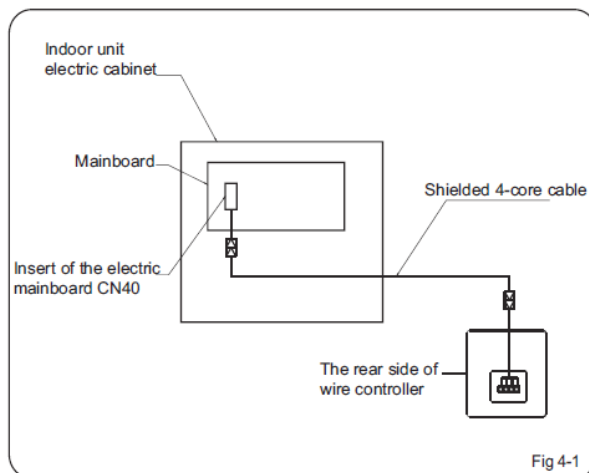 Indoor unit
electric cabinet
Mainboard
Shielded 4-core cable
Insert of the electric
mainboard CN40
The rear side of
wire controller
Fig 4-1